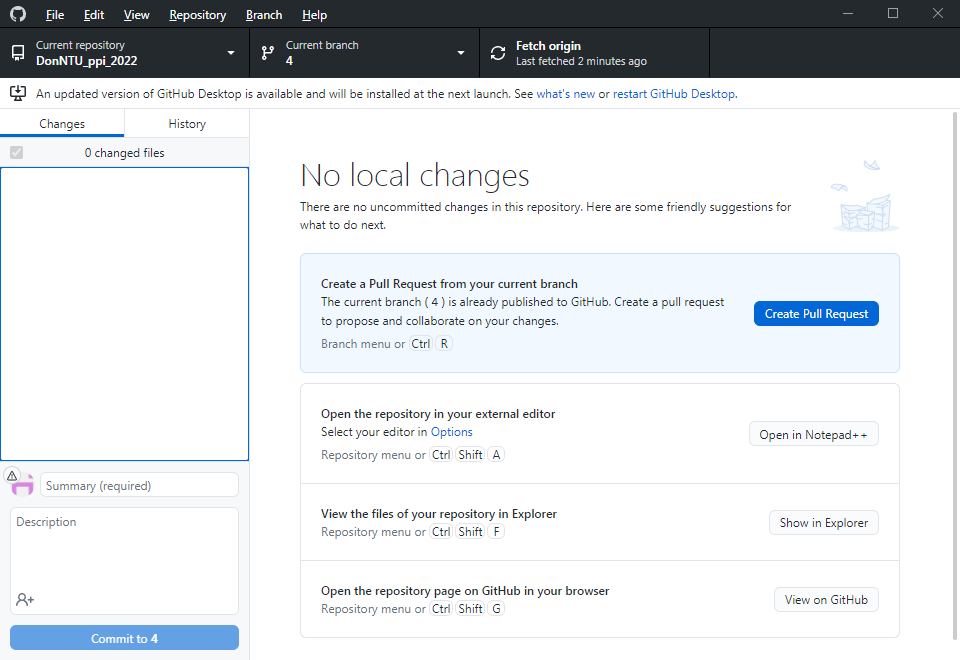 File Edit View Repository Branch Help
Current repository
DonNTU_ppi_2022
Current branch
4
Fetch origin
Last fetched 2 minutes ago
An updated version of GitHub Desktop is available and will be installed at the next launch. See what's new or restart GitHub Desktop.
Changes
History
0 changed files
No local changes
There are no uncommitted changes in this repository. Here are some friendly suggestions for
what to do next.
Create a Pull Request from your current branch
The current branch ( 4 ) is already published to GitHub. Create a pull request
to propose and collaborate on your changes.
Branch menu or Ctrl R
Create Pull Request
Open the repository in your external editor
Select your editor in Options
Repository menu or Ctrl Shift A
Open in Notepad++
View the files of your repository in Explorer
Repository menu or Ctrl Shift F
Show in Explorer
Open the repository page on GitHub in your browser
Repository menu or Ctrl Shift G
View on GitHub
Summary (required)
Description
Commit to 4